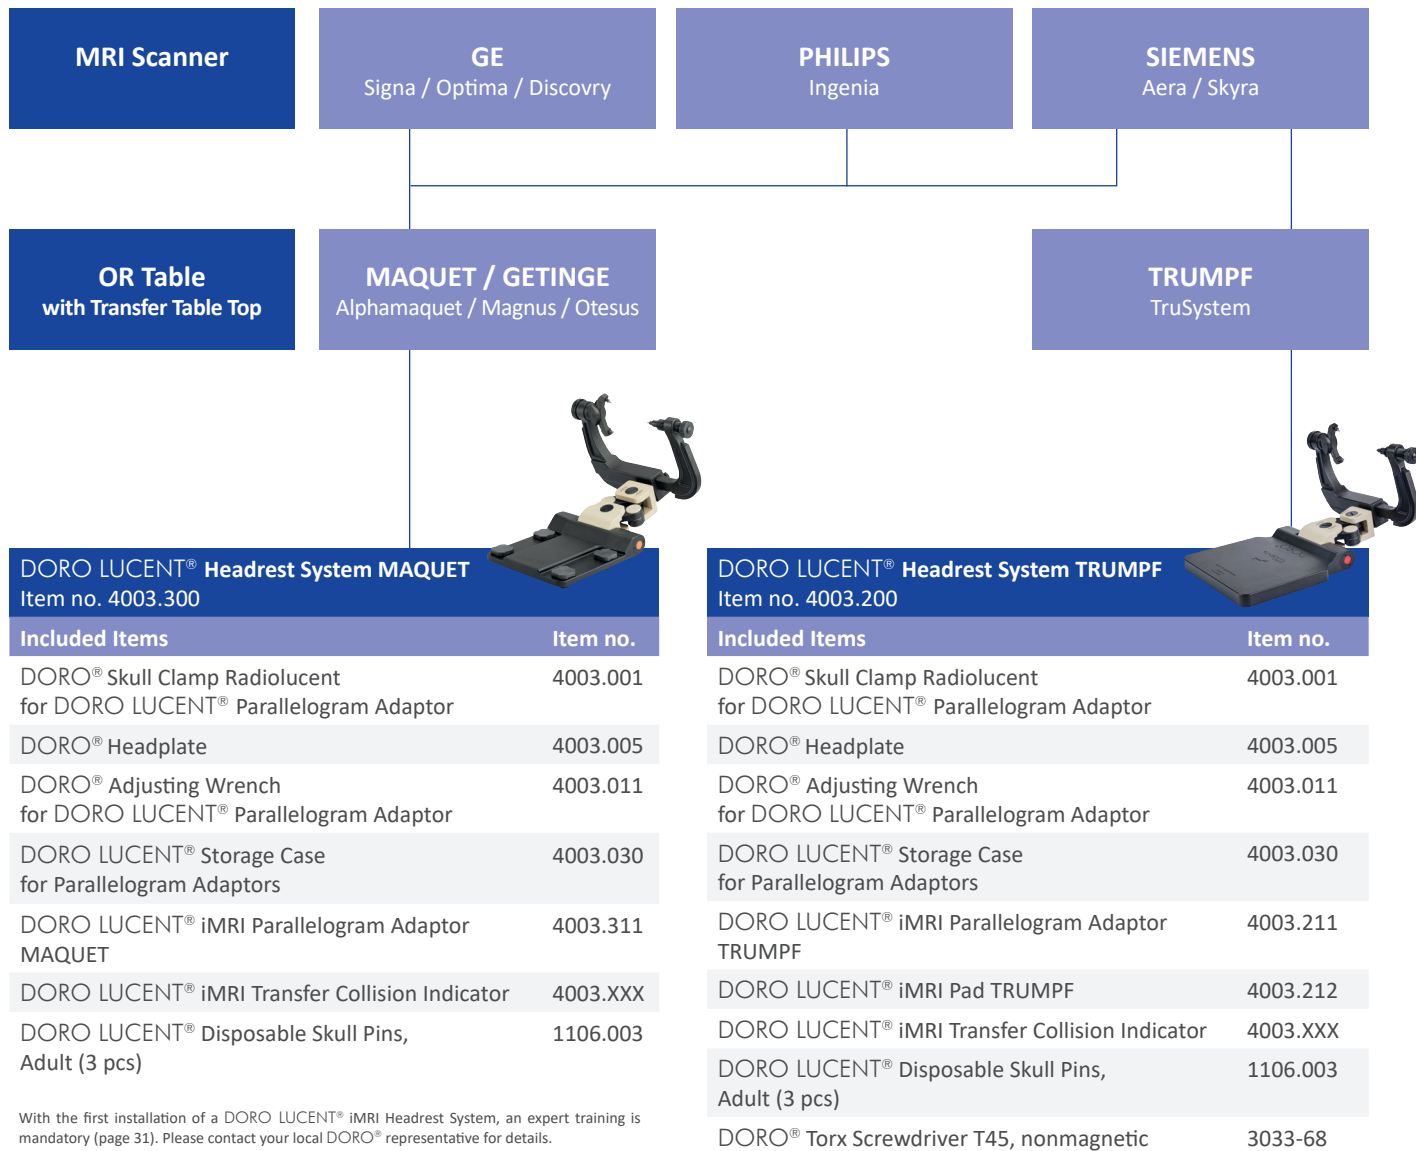 MRI Scanner
GE
Signa / Optima / Discovry
PHILIPS
Ingenia
SIEMENS
Aera / Skyra
OR Table
with Transfer Table Top
MAQUET / GETINGE
Alphamaquet / Magnus / Otesus
TRUMPF
TruSystem
DORO LUCENT® Headrest System MAQUET
Item no. 4003.300
Included Items Item no.
DORO® Skull Clamp Radiolucent 4003.001
for DORO LUCENT® Parallelogram Adaptor
DORO® Headplate 4003.005
DORO® Adjusting Wrench 4003.011
for DORO LUCENT® Parallelogram Adaptor
DORO LUCENT® Storage Case 4003.030
for Parallelogram Adaptors
DORO LUCENT® iMRI Parallelogram Adaptor 4003.311
MAQUET
DORO LUCENT® iMRI Transfer Collision Indicator 4003.XXX
DORO LUCENT® Disposable Skull Pins, 1106.003
Adult (3 pcs)
With the first installation of a DORO LUCENT® iMRI Headrest System, an expert training is
mandatory (page 31). Please contact your local DORO® representative for details.
DORO LUCENT® Headrest System TRUMPF
Item no. 4003.200
Included Items Item no.
DORO® Skull Clamp Radiolucent 4003.001
for DORO LUCENT® Parallelogram Adaptor
DORO® Headplate 4003.005
DORO® Adjusting Wrench 4003.011
for DORO LUCENT® Parallelogram Adaptor
DORO LUCENT® Storage Case 4003.030
for Parallelogram Adaptors
DORO LUCENT® iMRI Parallelogram Adaptor 4003.211
TRUMPF
DORO LUCENT® iMRI Pad TRUMPF 4003.212
DORO LUCENT® iMRI Transfer Collision Indicator 4003.XXX
DORO LUCENT® Disposable Skull Pins, 1106.003
Adult (3 pcs)
DORO® Torx Screwdriver T45, nonmagnetic 3033-68